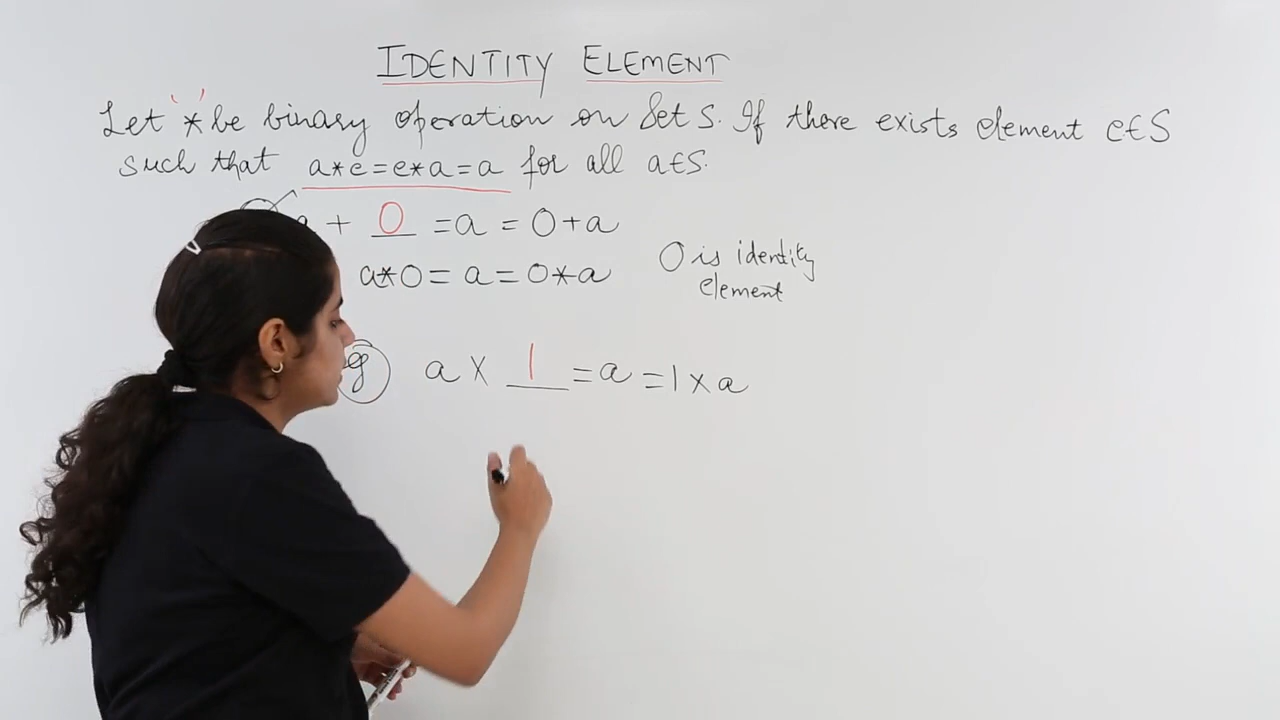 IDENTITY ELEMENT
Let '*' be binary operation on Set S. If there exists element e∈S
such that a*e=e*a=a for all a∈S.
a + 0 = a = 0+a
a*0 = a = 0*a
0 is identity
element
g a × 1 = a = 1 × a